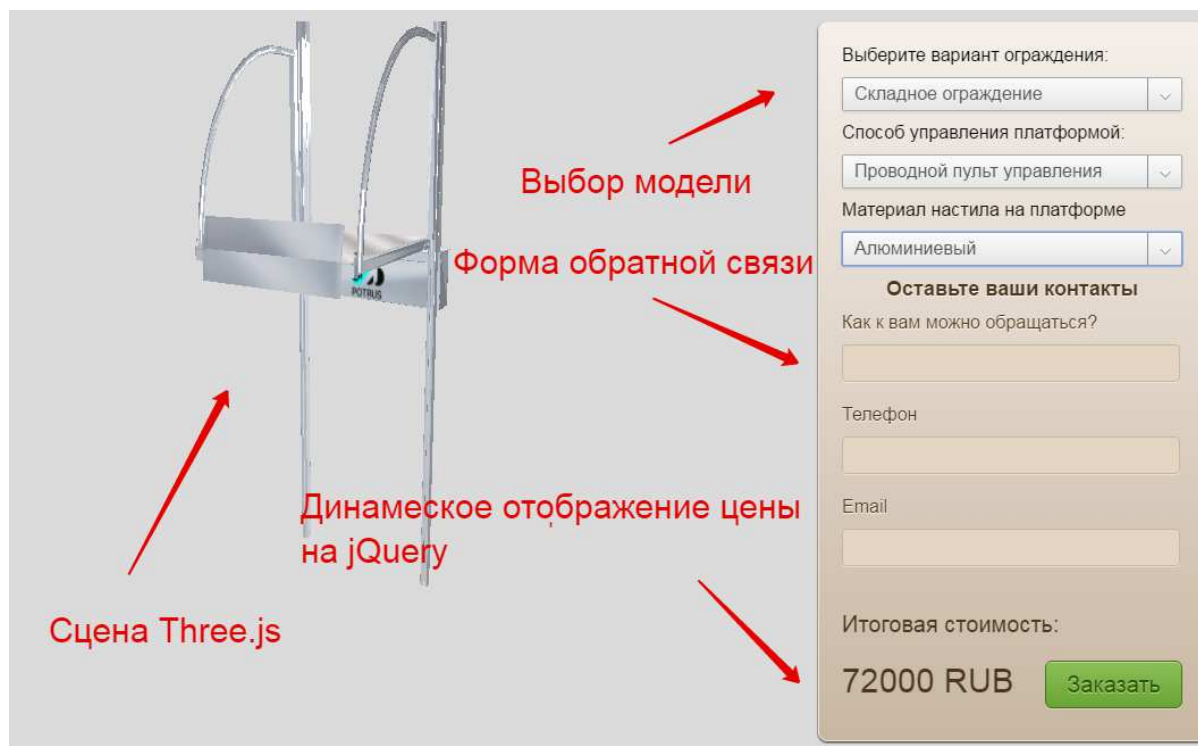 Выберите вариант ограждения:
Складное ограждение
Способ управления платформой:
Проводной пульт управления
Материал настила на платформе
Алюминиевый
Оставьте ваши контакты
Как к вам можно обращаться?
Телефон
Email
Итоговая стоимость:
72000 RUB
Заказать
Выбор модели
Форма обратной связи
POTRUS
Динамеское отображение цены
на jQuery
Сцена Three.js